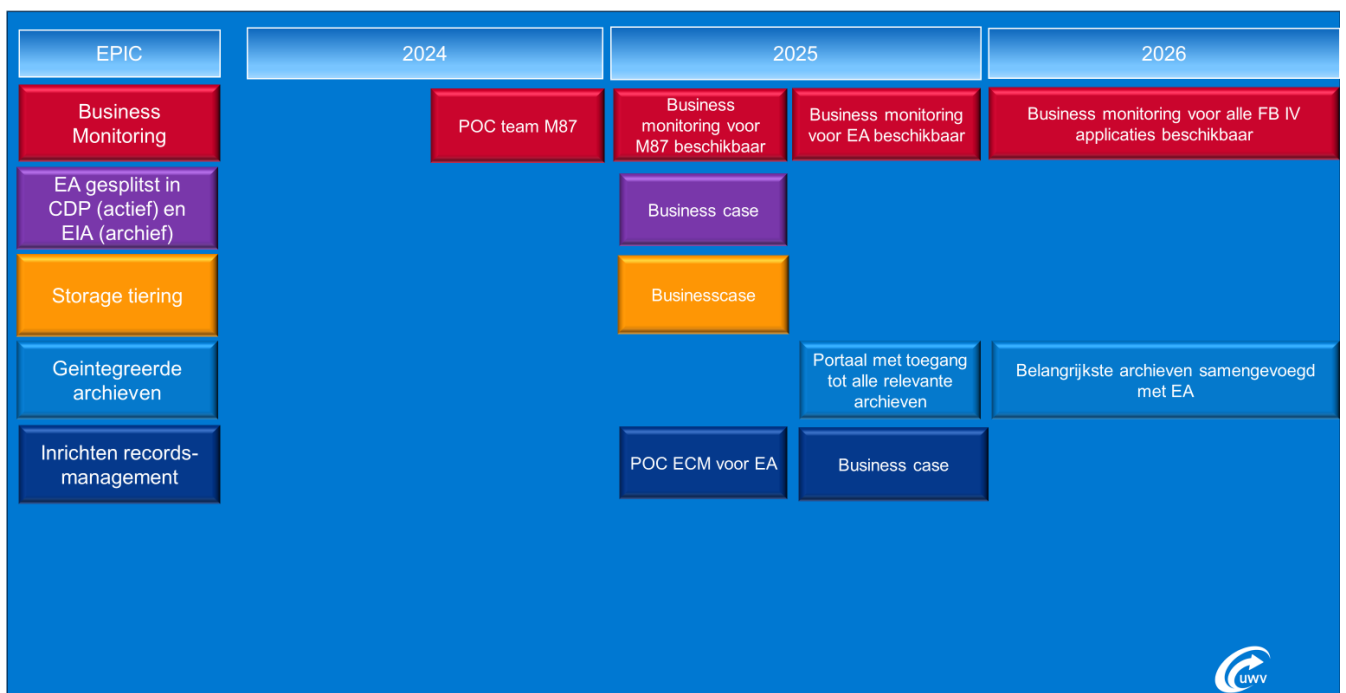 EPIC
2024
2025
2026
Business
Monitoring
POC team M87
Business
monitoring voor
M87 beschikbaar
Business monitoring
voor EA beschikbaar
Business monitoring voor alle FB IV
applicaties beschikbaar
EA gesplitst in
CDP (actief) en
EIA (archief)
Business case
Storage tiering
Businesscase
Geintegreerde
archieven
Portaal met toegang
tot alle relevante
archieven
Belangrijkste archieven samengevoegd
met EA
Inrichten records-
management
POC ECM voor EA
Business case
UWV